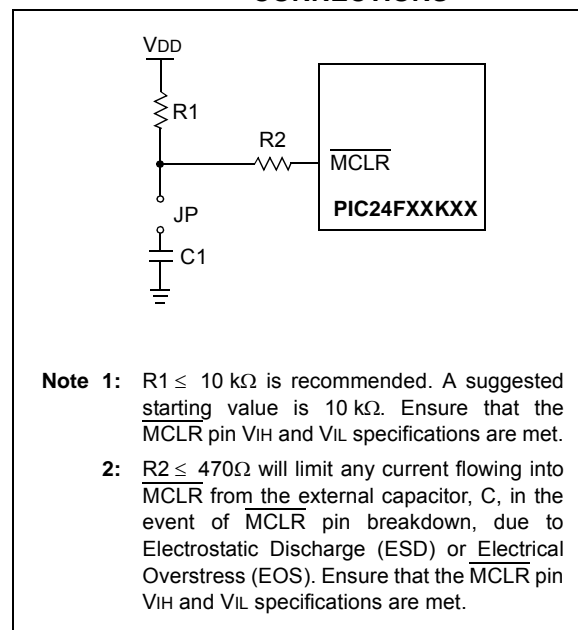 VDD
R1
R2
MCLR
PIC24FXXKXX
JP
C1
Note 1: R1 ≤ 10 kΩ is recommended. A suggested
starting value is 10 kΩ. Ensure that the
MCLR pin VIH and VIL specifications are met.
2: R2 ≤ 470Ω will limit any current flowing into
MCLR from the external capacitor, C, in the
event of MCLR pin breakdown, due to
Electrostatic Discharge (ESD) or Electrical
Overstress (EOS). Ensure that the MCLR pin
VIH and VIL specifications are met.